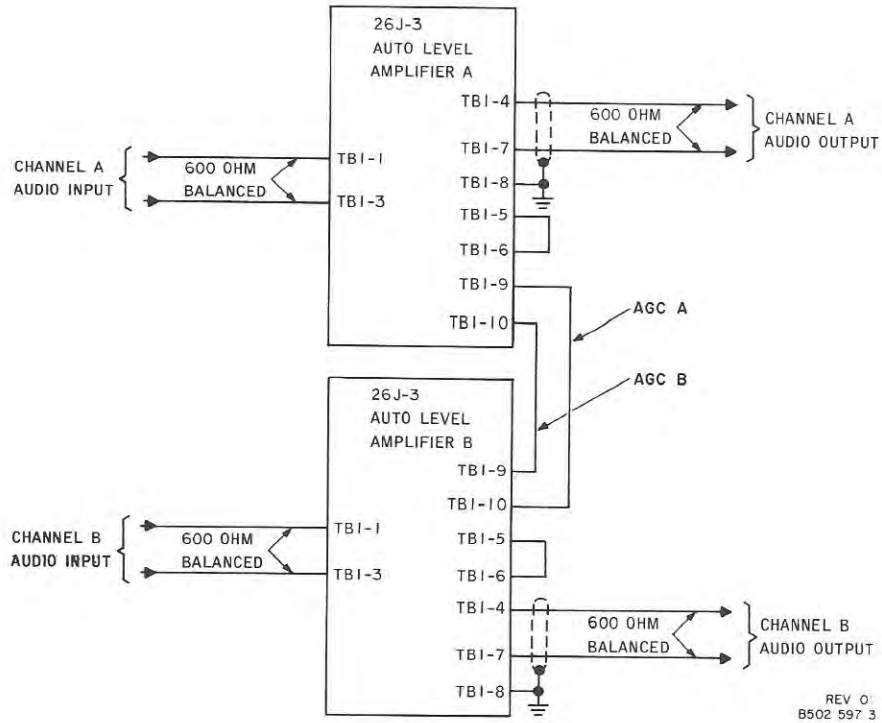 26J-3
AUTO LEVEL
AMPLIFIER A
TB1-4
600 OHM
BALANCED
CHANNEL A
AUDIO OUTPUT
TB1-7
TB1-1
CHANNEL A
AUDIO INPUT
600 OHM
BALANCED
TB1-8
TB1-3
TB1-5
TB1-6
TB1-9
TB1-10
AGC A
AGC B
26J-3
AUTO LEVEL
AMPLIFIER B
TB1-9
TB1-10
TB1-1
CHANNEL B
AUDIO INPUT
600 OHM
BALANCED
TB1-5
TB1-3
TB1-6
TB1-4
600 OHM
BALANCED
CHANNEL B
AUDIO OUTPUT
TB1-7
TB1-8
REV 0
B502 597 3